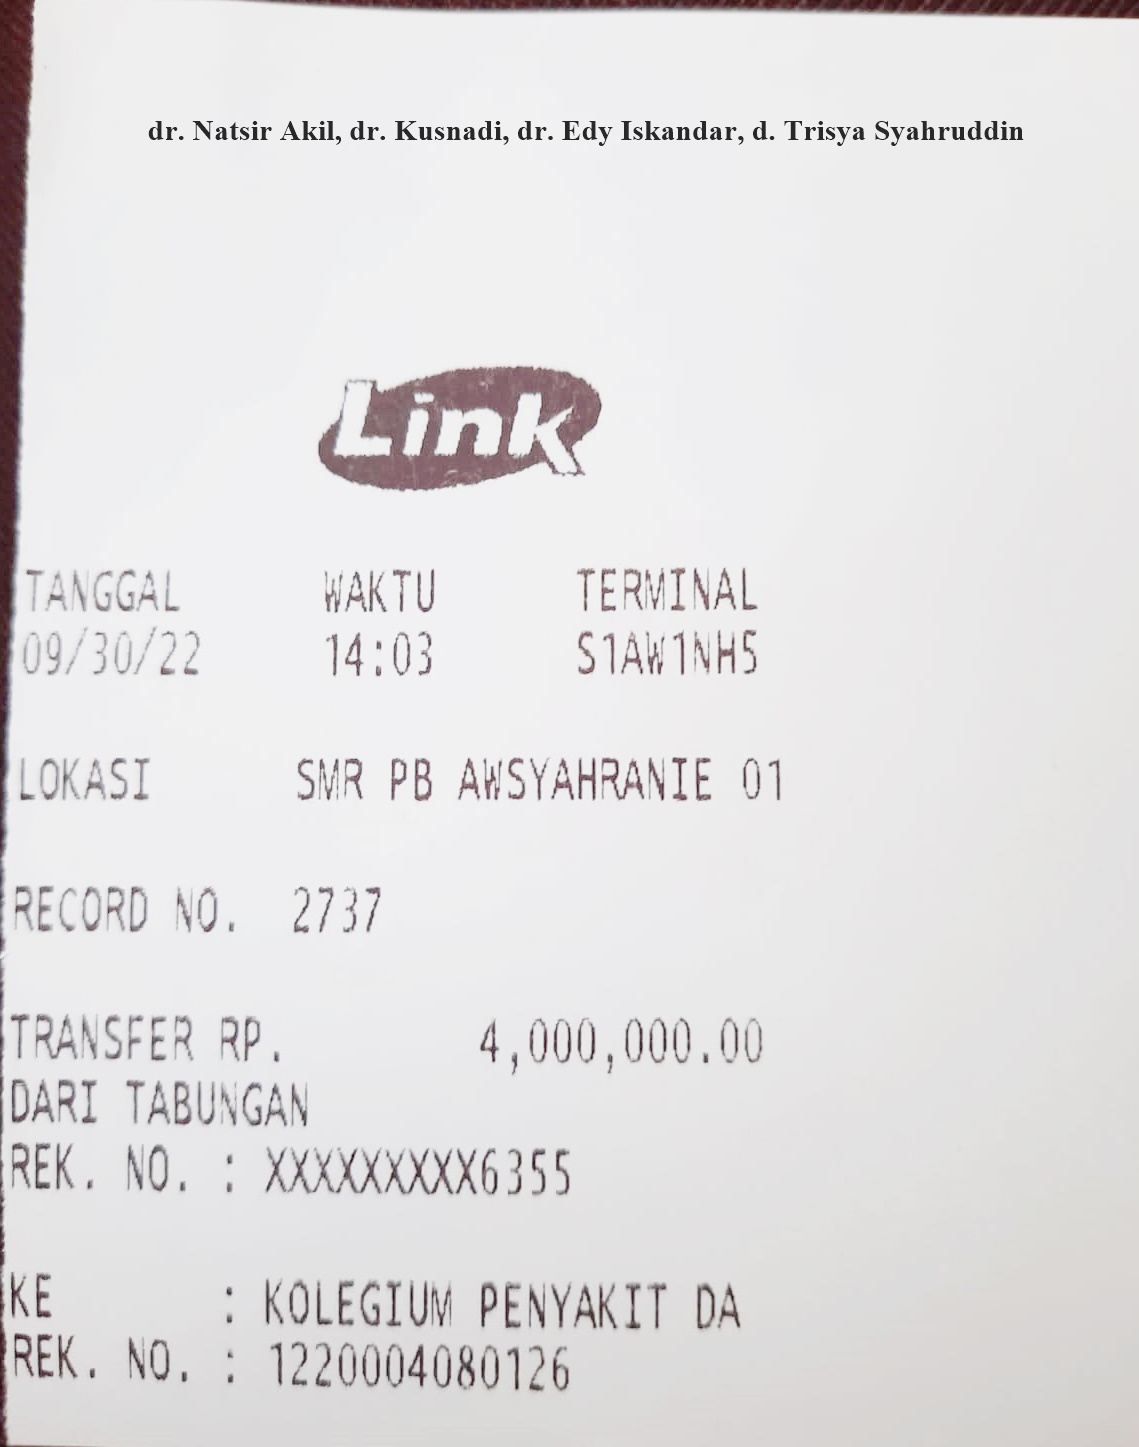 dr. Natsir Akil, dr. Kusnadi, dr. Edy Iskandar, d. Trisya Syahruddin
Link
TANGGAL WAKTU TERMINAL
09/30/22 14:03 S1AW1NH5
LOKASI SMR PB AWSYAHRANIE 01
RECORD NO. 2737
TRANSFER RP. 4,000,000.00
DARI TABUNGAN
REK. NO. : XXXXXXXXX6355
KE : KOLEGIUM PENYAKIT DA
REK. NO. : 1220004080126